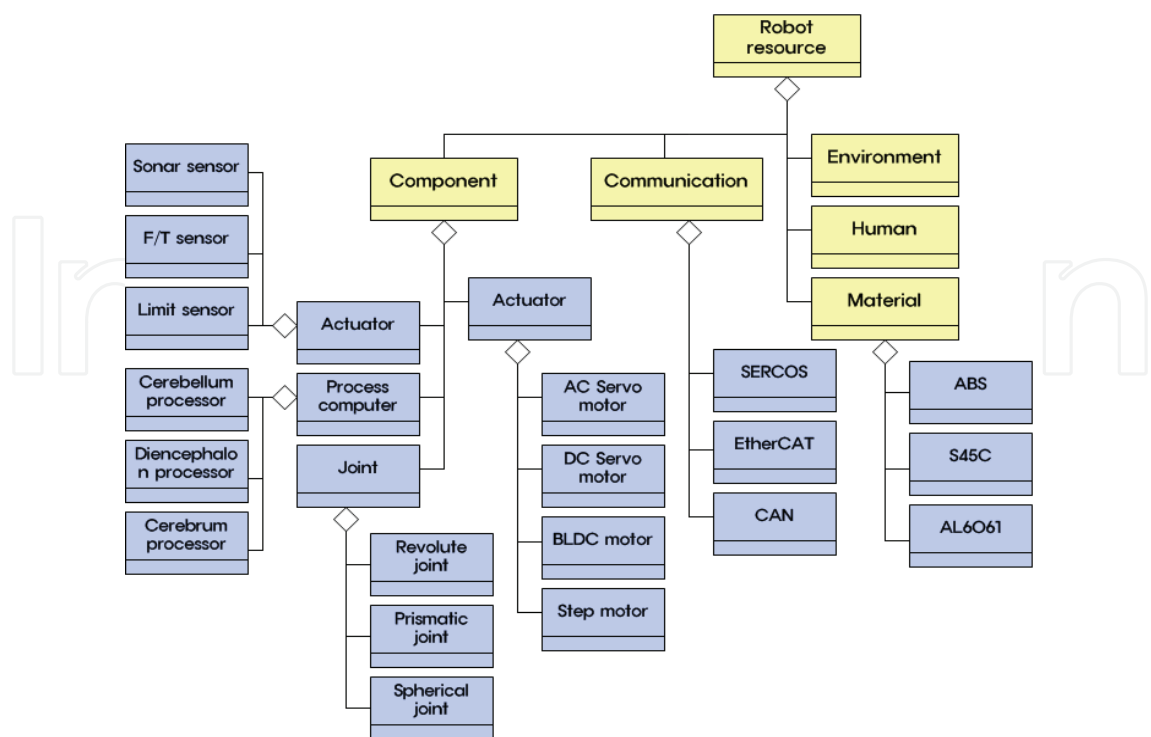 Robot
resource
Component
Communication
Environment
Human
Material
Sonar sensor
F/T sensor
Limit sensor
Actuator
Actuator
Cerebellum
processor
Diencephalo
n processor
Cerebrum
processor
Process
computer
Joint
Revolute
joint
Prismatic
joint
Spherical
joint
AC Servo
motor
DC Servo
motor
BLDC motor
Step motor
SERCOS
EtherCAT
CAN
ABS
S45C
AL6061
In
n